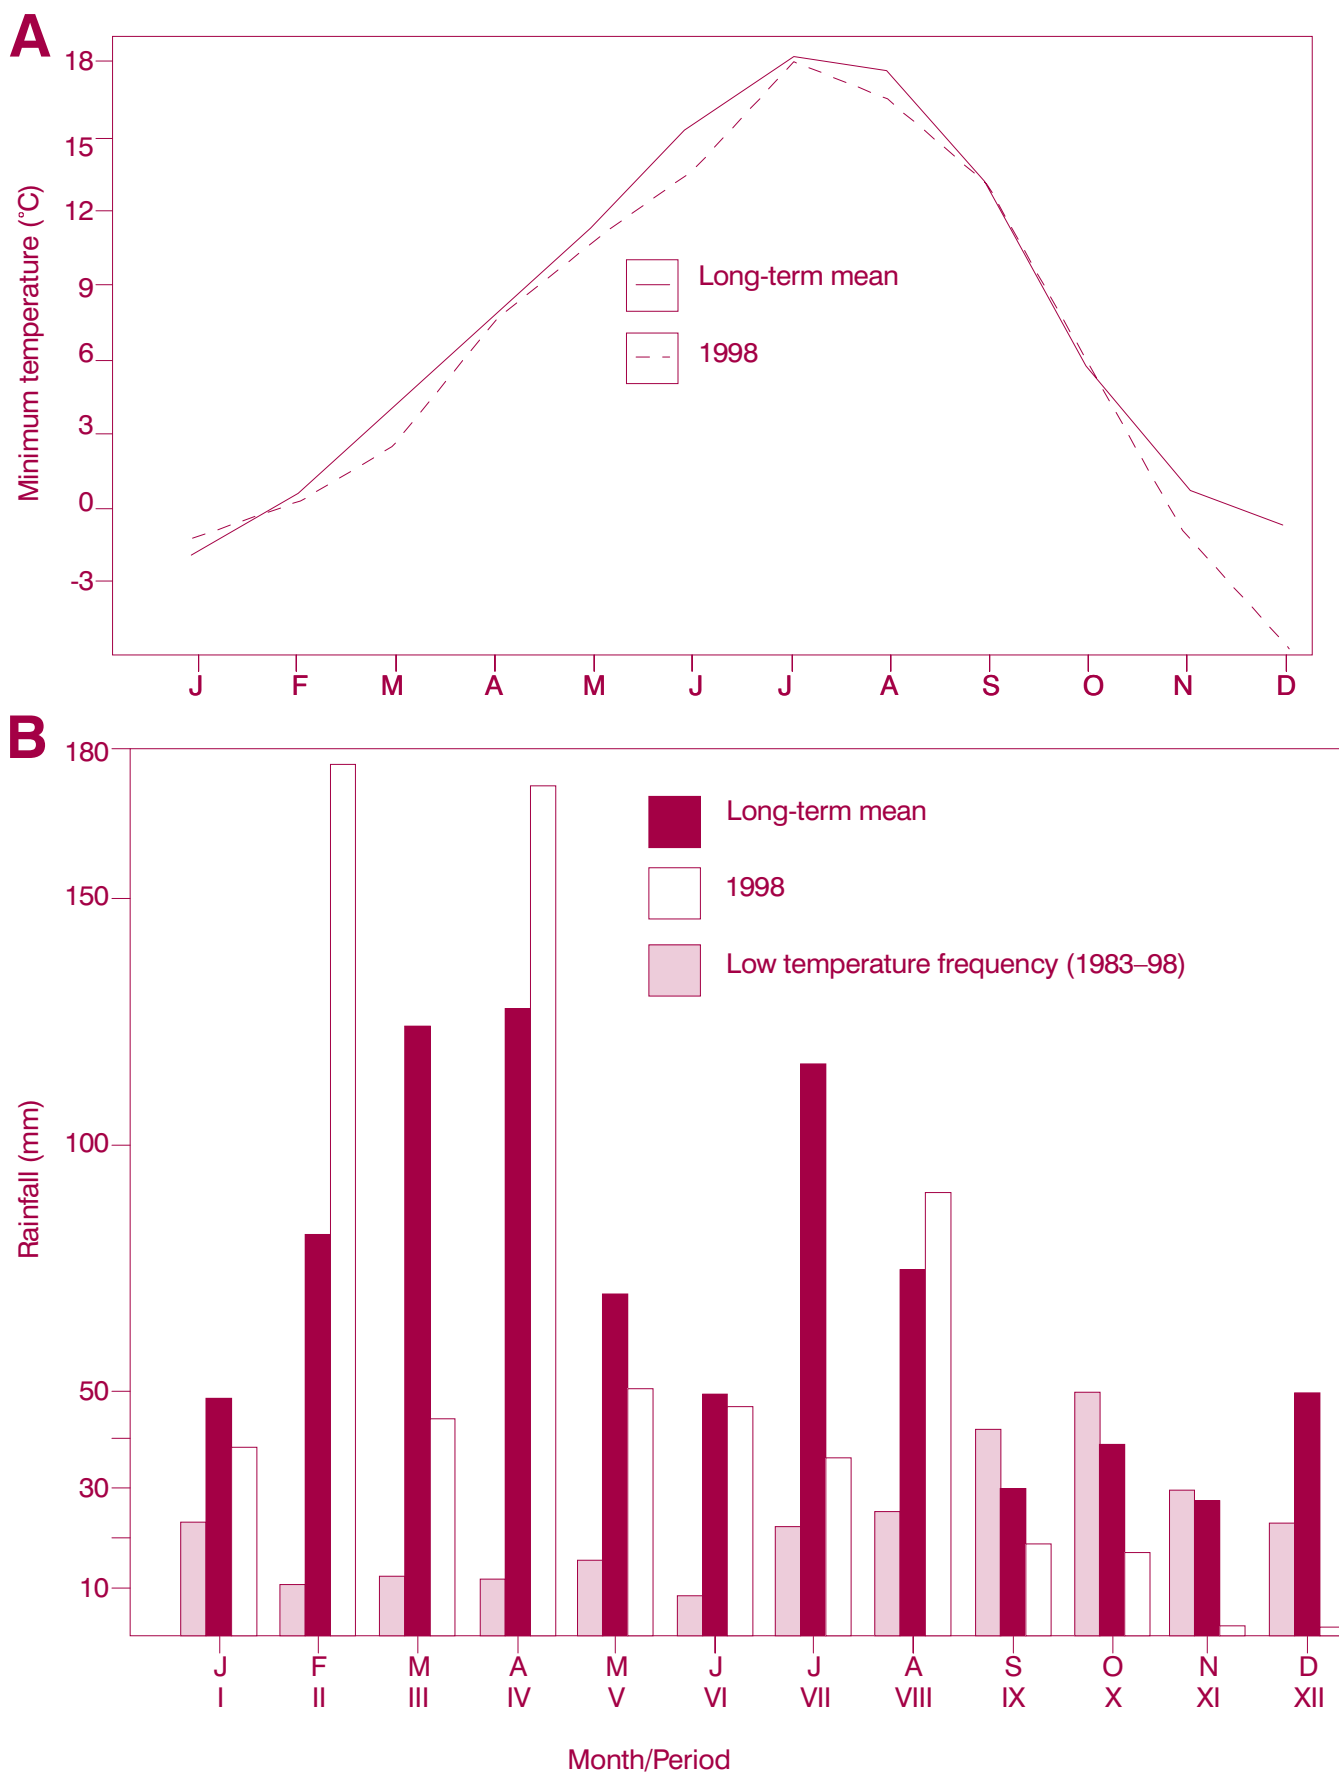 A
18
15
12
9
6
3
0
-3
Minimum temperature (°C)
Long-term mean
1998
J F M A M J J A S O N D
B
180
150
100
50
30
10
Rainfall (mm)
Long-term mean
1998
Low temperature frequency (1983–98)
J F M A M J J A S O N D
I II III IV V VI VII VIII IX X XI XII
Month/Period